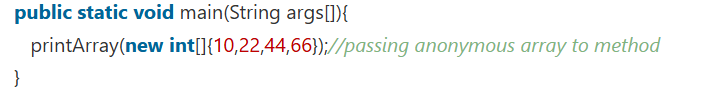 public static void main(String args[]){
printArray(new int[]{10,22,44,66});//passing anonymous array to method
}